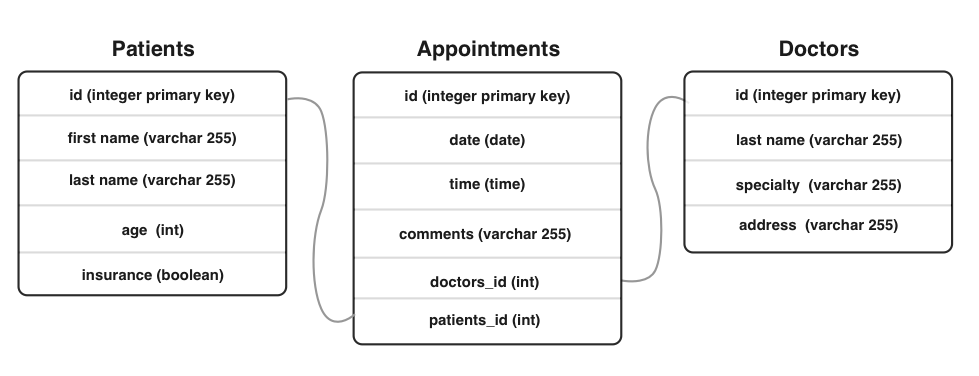 Patients
id (integer primary key)
first name (varchar 255)
last name (varchar 255)
age  (int)
insurance (boolean)
Appointments
id (integer primary key)
date (date)
time (time)
comments (varchar 255)
doctors_id (int)
patients_id (int)
Doctors
id (integer primary key)
last name (varchar 255)
specialty  (varchar 255)
address  (varchar 255)